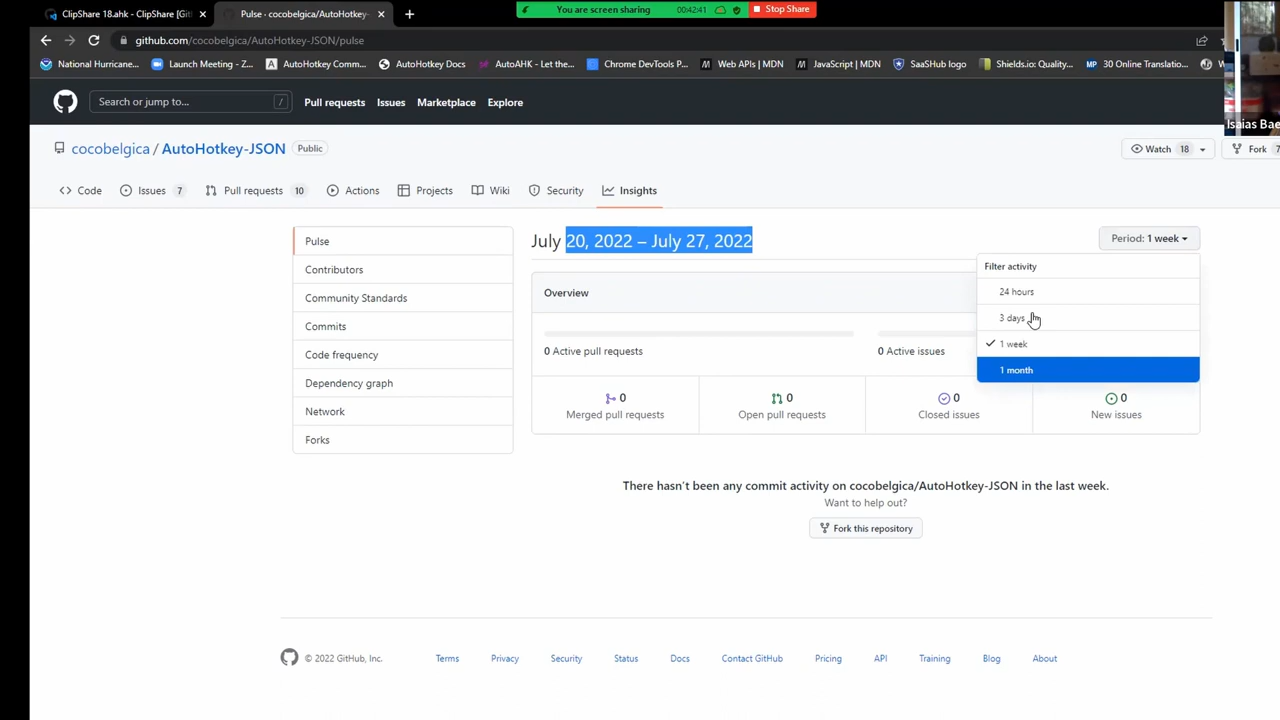 ClipShare 18.ahk - ClipShare [Git
Pulse · cocobelgica/AutoHotkey-
You are screen sharing
00:42:41
Stop Share
github.com/cocobelgica/AutoHotkey-JSON/pulse
National Hurricane...
Launch Meeting - Z...
AutoHotkey Comm...
AutoHotkey Docs
AutoAHK - Let the...
Chrome DevTools P...
Web APIs | MDN
JavaScript | MDN
SaaSHub logo
Shields.io: Quality...
30 Online Translatio...
Search or jump to...
/
Pull requests
Issues
Marketplace
Explore
Isaias Bae
cocobelgica / AutoHotkey-JSON
Public
Watch 18
Fork 7
Code
Issues 7
Pull requests 10
Actions
Projects
Wiki
Security
Insights
Pulse
Contributors
Community Standards
Commits
Code frequency
Dependency graph
Network
Forks
July 20, 2022 – July 27, 2022
Period: 1 week
Filter activity
24 hours
3 days
1 week
1 month
Overview
0 Active pull requests
0 Active issues
0
Merged pull requests
0
Open pull requests
0
Closed issues
0
New issues
There hasn't been any commit activity on cocobelgica/AutoHotkey-JSON in the last week.
Want to help out?
Fork this repository
© 2022 GitHub, Inc.
Terms
Privacy
Security
Status
Docs
Contact GitHub
Pricing
API
Training
Blog
About